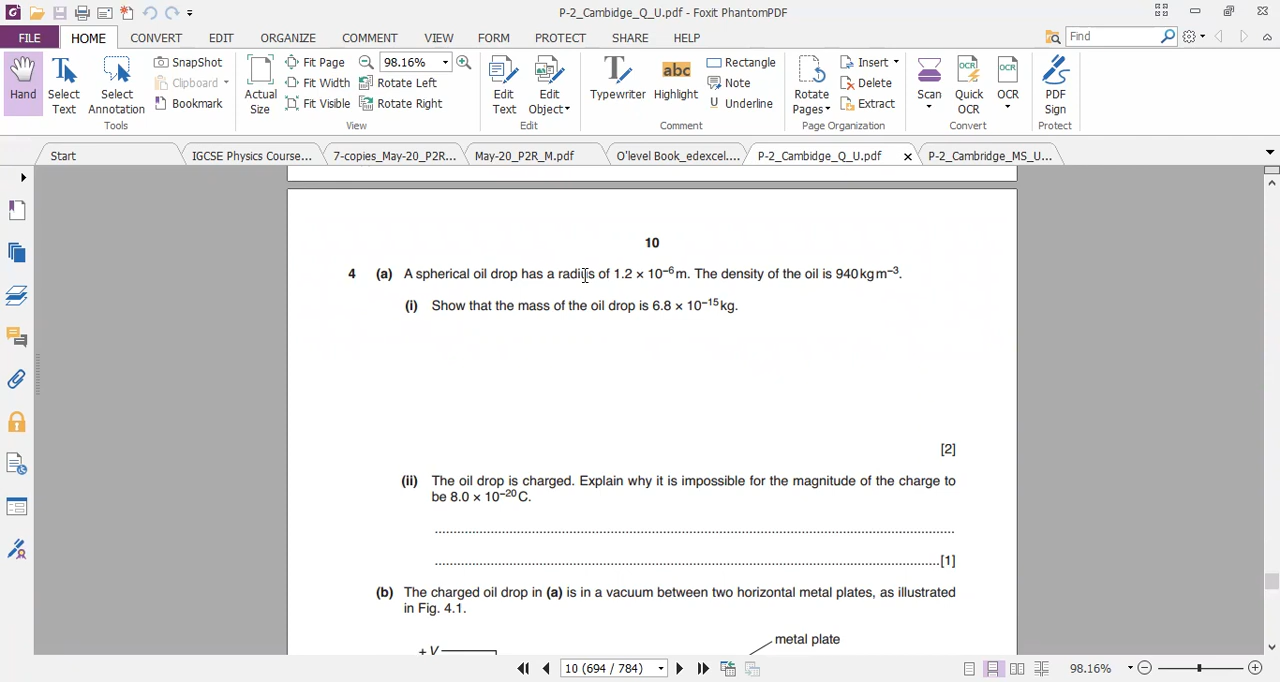 P-2_Cambidge_Q_U.pdf - Foxit PhantomPDF
FILE HOME CONVERT EDIT ORGANIZE COMMENT VIEW FORM PROTECT SHARE HELP Find
Hand
Select Text
Select Annotation
SnapShot
Clipboard
Bookmark
Tools
Actual Size
Fit Page
Fit Width
Fit Visible
98.16%
Rotate Left
Rotate Right
View
Edit Text
Edit Object
Edit
Typewriter
abc
Highlight
Rectangle
Note
U Underline
Comment
Rotate Pages
Insert
Delete
Extract
Page Organization
Scan
OCR
Quick OCR
OCR
OCR
Convert
PDF Sign
Protect
Start IGCSE Physics Course... 7-copies_May-20_P2R... May-20_P2R_M.pdf O'level Book_edexcel.... P-2_Cambidge_Q_U.pdf P-2_Cambridge_MS_U...
10
4 (a) A spherical oil drop has a radius of 1.2 × 10⁻⁶ m. The density of the oil is 940 kg m⁻³.
(i) Show that the mass of the oil drop is 6.8 × 10⁻¹⁵ kg.
[2]
(ii) The oil drop is charged. Explain why it is impossible for the magnitude of the charge to
be 8.0 × 10⁻²⁰ C.
[1]
(b) The charged oil drop in (a) is in a vacuum between two horizontal metal plates, as illustrated
in Fig. 4.1.
metal plate
+ V
10 (694 / 784) 98.16%